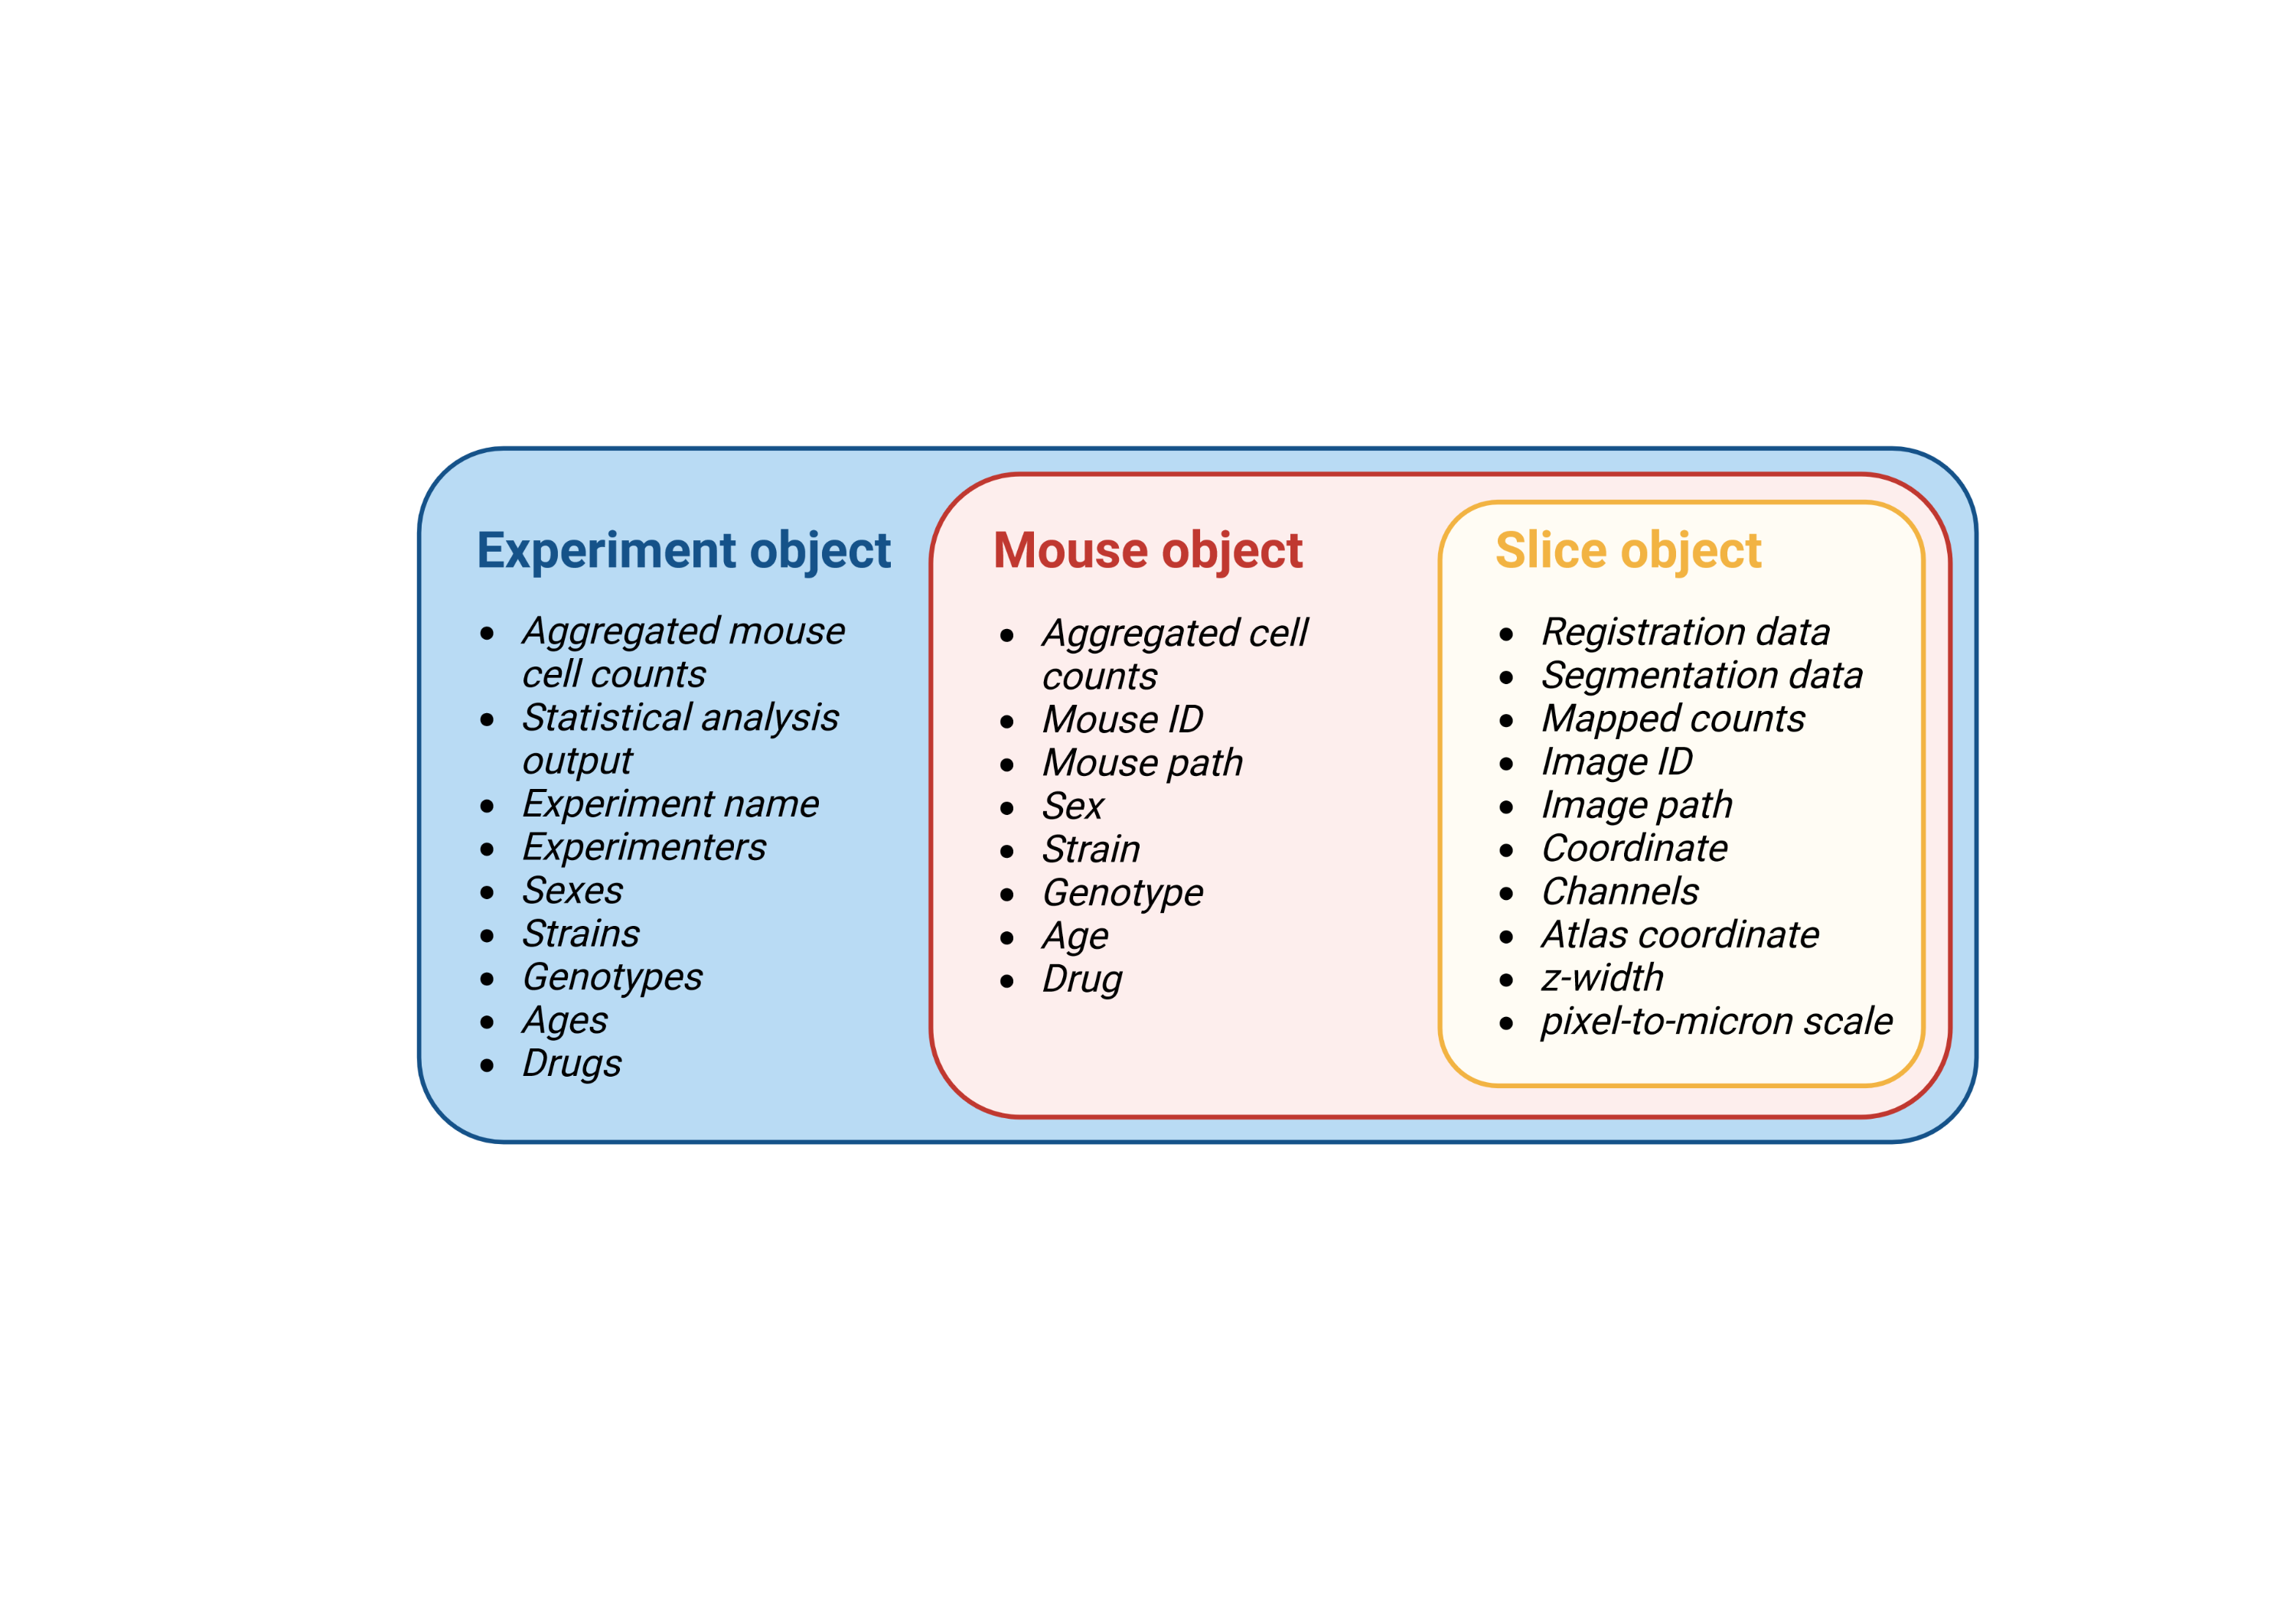 Experiment object
• Aggregated mouse
cell counts
• Statistical analysis
output
• Experiment name
• Experimenters
• Sexes
• Strains
• Genotypes
• Ages
• Drugs
Mouse object
• Aggregated cell
counts
• Mouse ID
• Mouse path
• Sex
• Strain
• Genotype
• Age
• Drug
Slice object
• Registration data
• Segmentation data
• Mapped counts
• Image ID
• Image path
• Coordinate
• Channels
• Atlas coordinate
• z-width
• pixel-to-micron scale